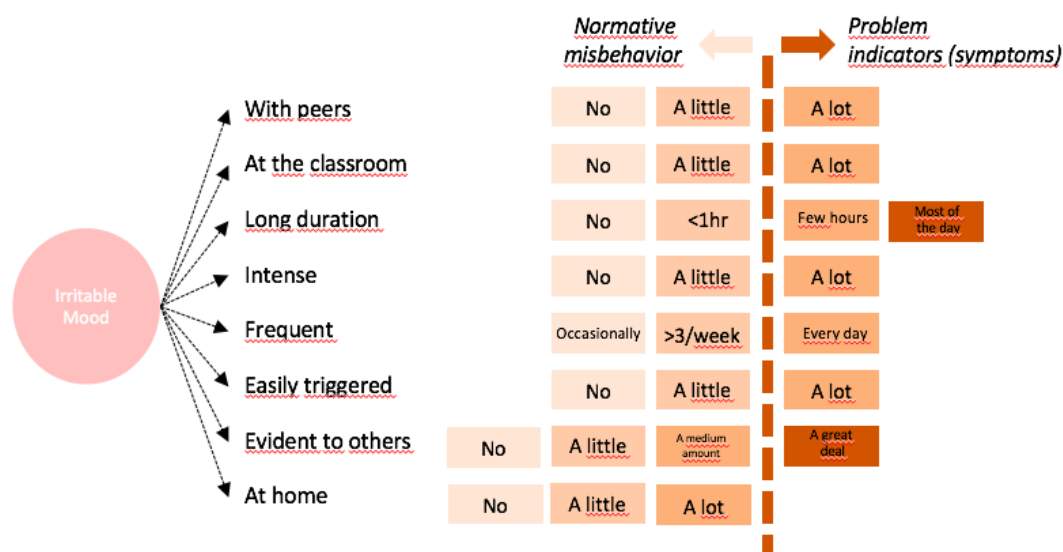 Normative
misbehavior
Problem
indicators (symptoms)
Irritable
Mood
With peers
No
A little
A lot
At the classroom
No
A little
A lot
Long duration
No
<1hr
Few hours
Most of
the day
Intense
No
A little
A lot
Frequent
Occasionally
>3/week
Every day
Easily triggered
No
A little
A lot
Evident to others
No
A little
A medium
amount
A great
deal
At home
No
A little
A lot